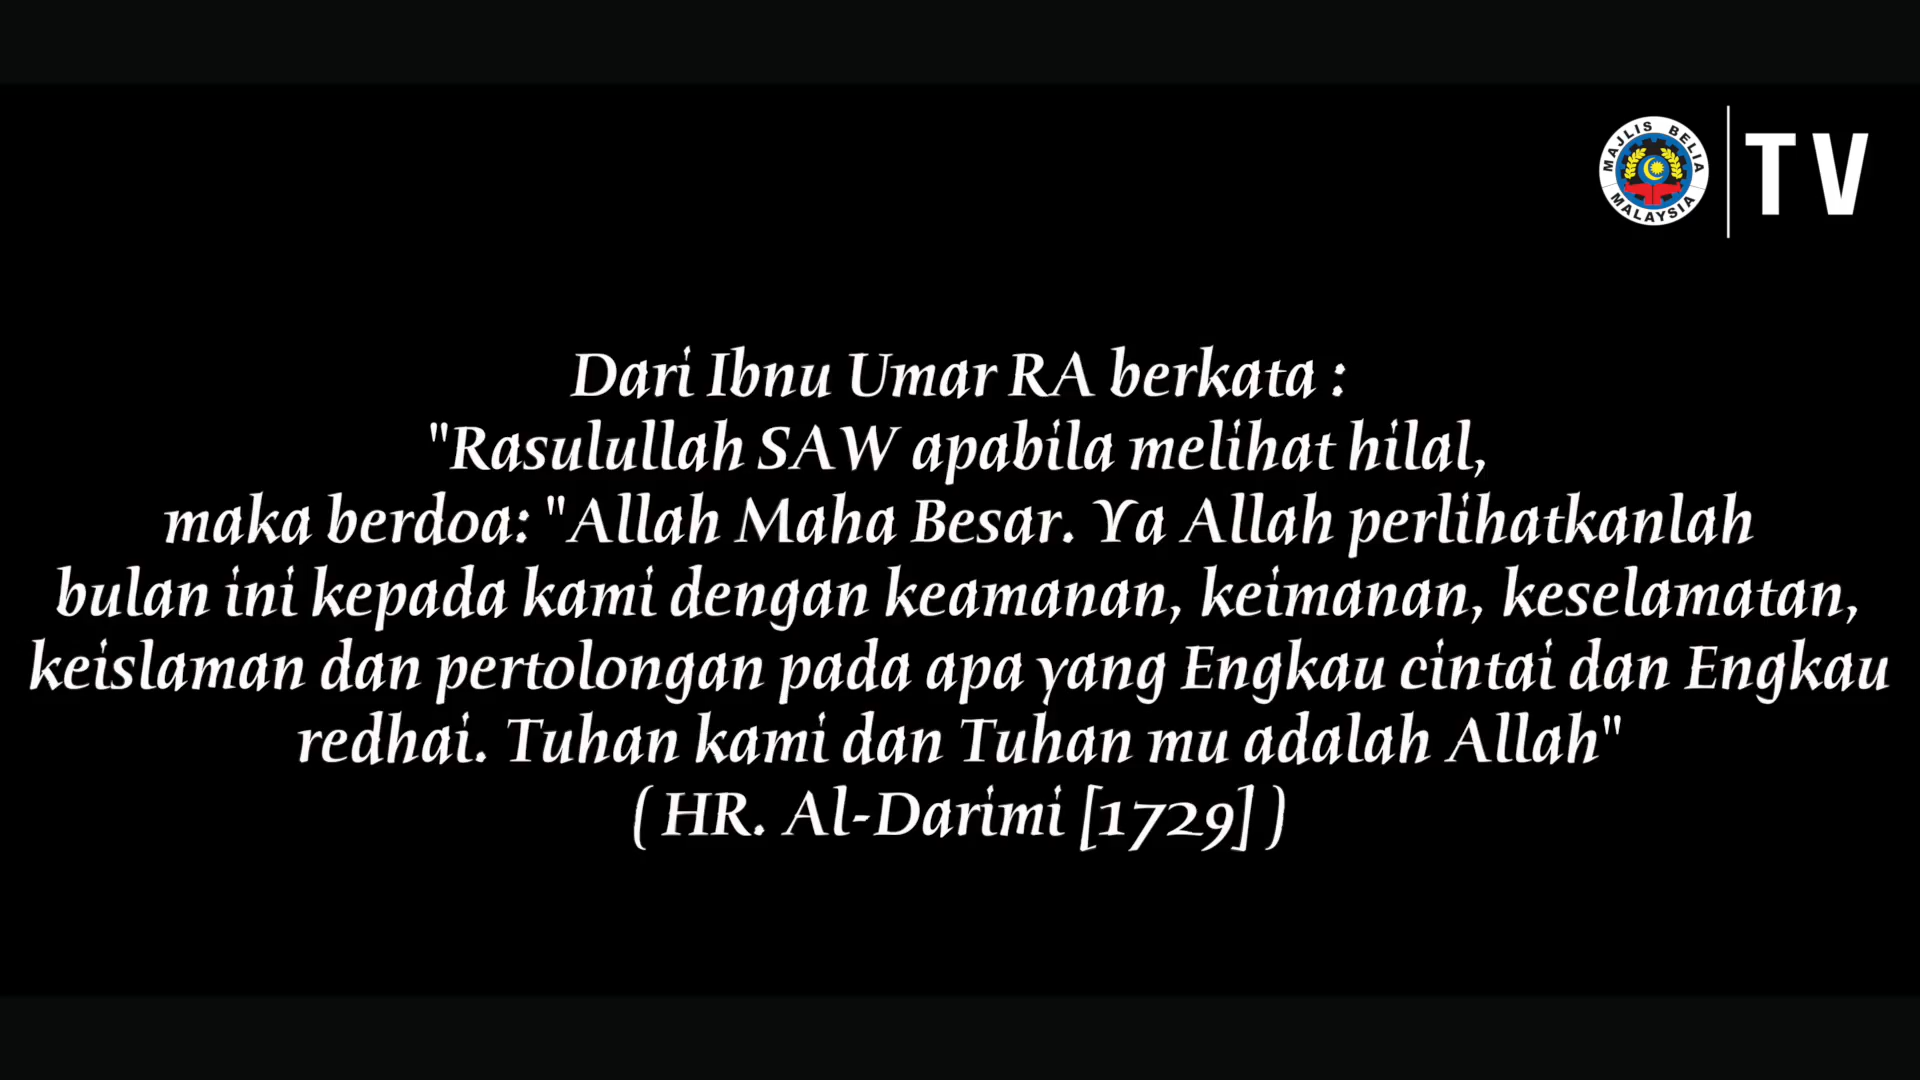 MAJLIS BELIA
MALAYSIA
TV
Dari Ibnu Umar RA berkata :
"Rasulullah SAW apabila melihat hilal,
maka berdoa: "Allah Maha Besar. Ya Allah perlihatkanlah
bulan ini kepada kami dengan keamanan, keimanan, keselamatan,
keislaman dan pertolongan pada apa yang Engkau cintai dan Engkau
redhai. Tuhan kami dan Tuhan mu adalah Allah"
( HR. Al-Darimi [1729] )